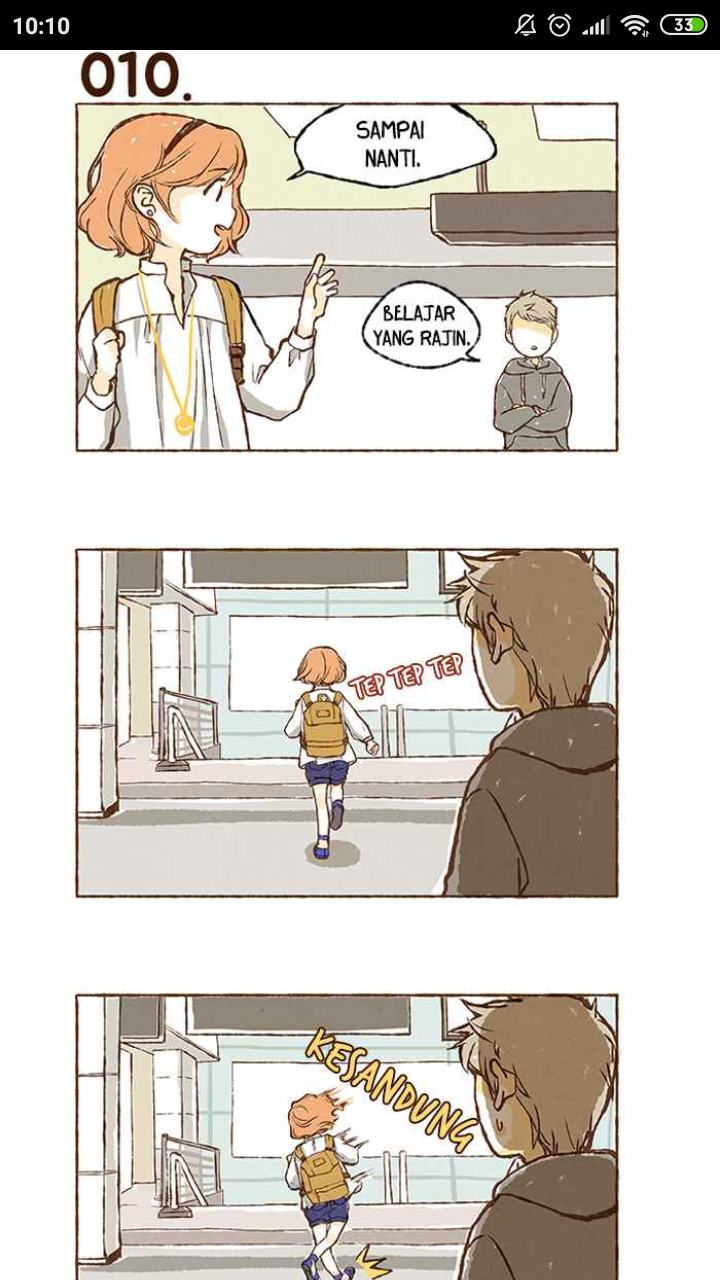 10:10
33
010.
SAMPAI
NANTI.
BELAJAR
YANG RAJIN.
TEP TEP TEP
KESANDUNG